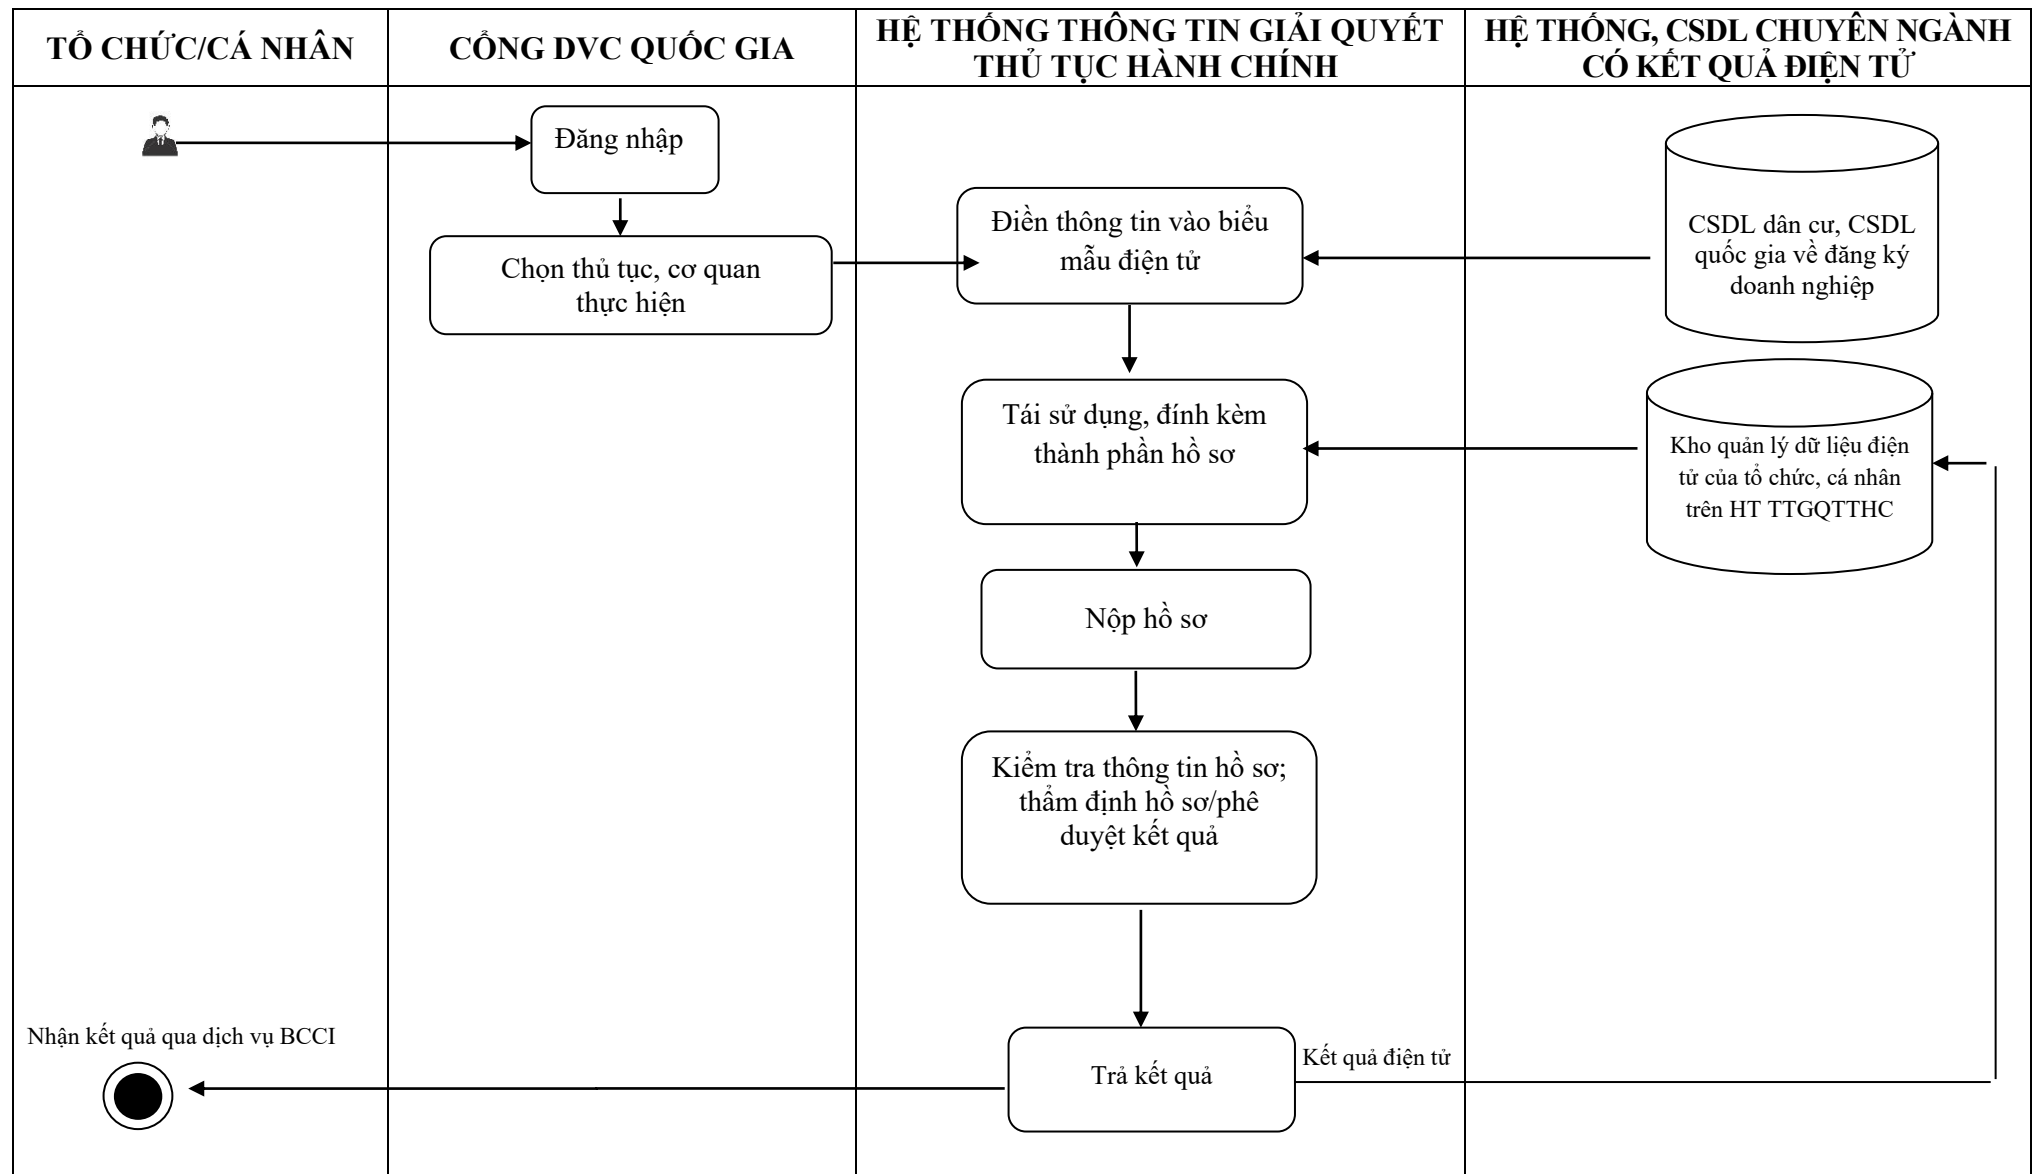 TỔ CHỨC/CÁ NHÂN
CỔNG DVC QUỐC GIA
HỆ THỐNG THÔNG TIN GIẢI QUYẾT
THỦ TỤC HÀNH CHÍNH
HỆ THỐNG, CSDL CHUYÊN NGÀNH
CÓ KẾT QUẢ ĐIỆN TỬ
Đăng nhập
Chọn thủ tục, cơ quan
thực hiện
Điền thông tin vào biểu
mẫu điện tử
CSDL dân cư, CSDL
quốc gia về đăng ký
doanh nghiệp
Tái sử dụng, đính kèm
thành phần hồ sơ
Kho quản lý dữ liệu điện
tử của tổ chức, cá nhân
trên HT TTGQTTHC
Nộp hồ sơ
Kiểm tra thông tin hồ sơ;
thẩm định hồ sơ/phê
duyệt kết quả
Nhận kết quả qua dịch vụ BCCI
Trả kết quả
Kết quả điện tử